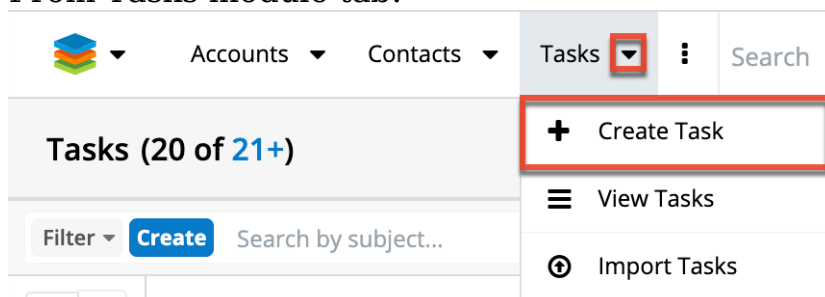 From Tasks module tab:
Accounts Contacts Tasks Search
Tasks (20 of 21+)
Create Task
View Tasks
Filter Create Search by subject...
Import Tasks